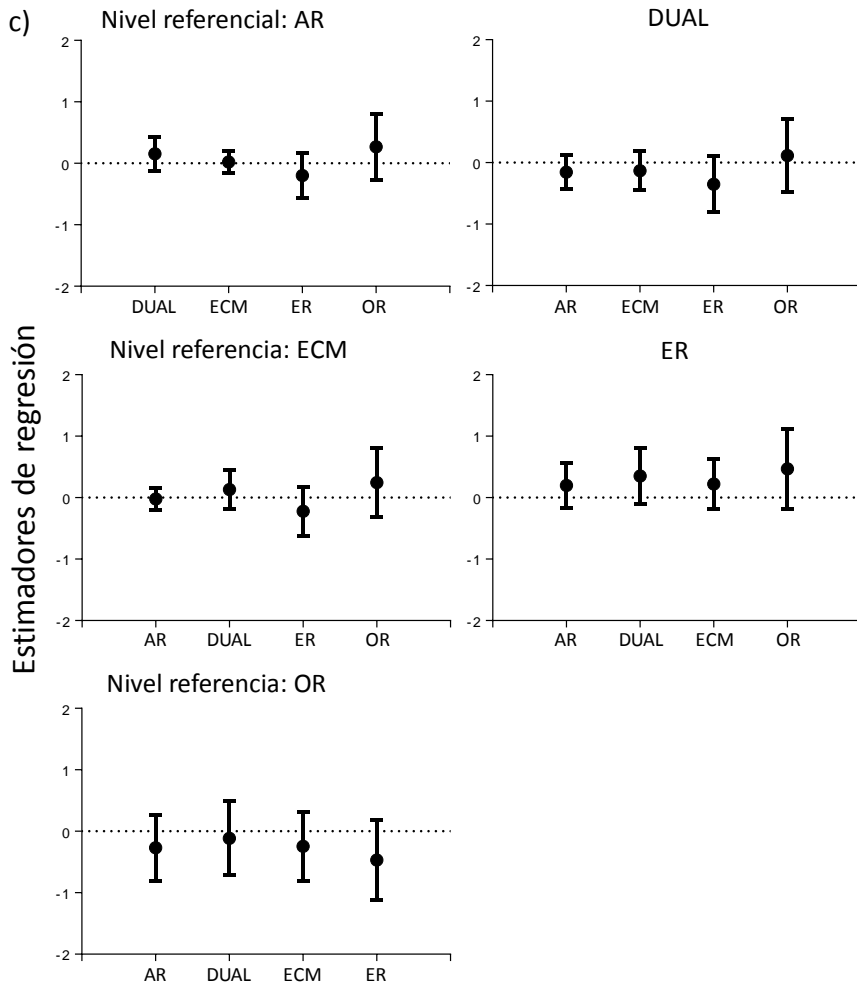 c)
Nivel referencial: AR
DUAL
2
1
0
-1
-2
DUAL ECM ER OR
2
1
0
-1
-2
AR ECM ER OR
Estimadores de regresión
Nivel referencia: ECM
ER
2
1
0
-1
-2
AR DUAL ER OR
2
1
0
-1
-2
AR DUAL ECM OR
Nivel referencia: OR
2
1
0
-1
-2
AR DUAL ECM ER